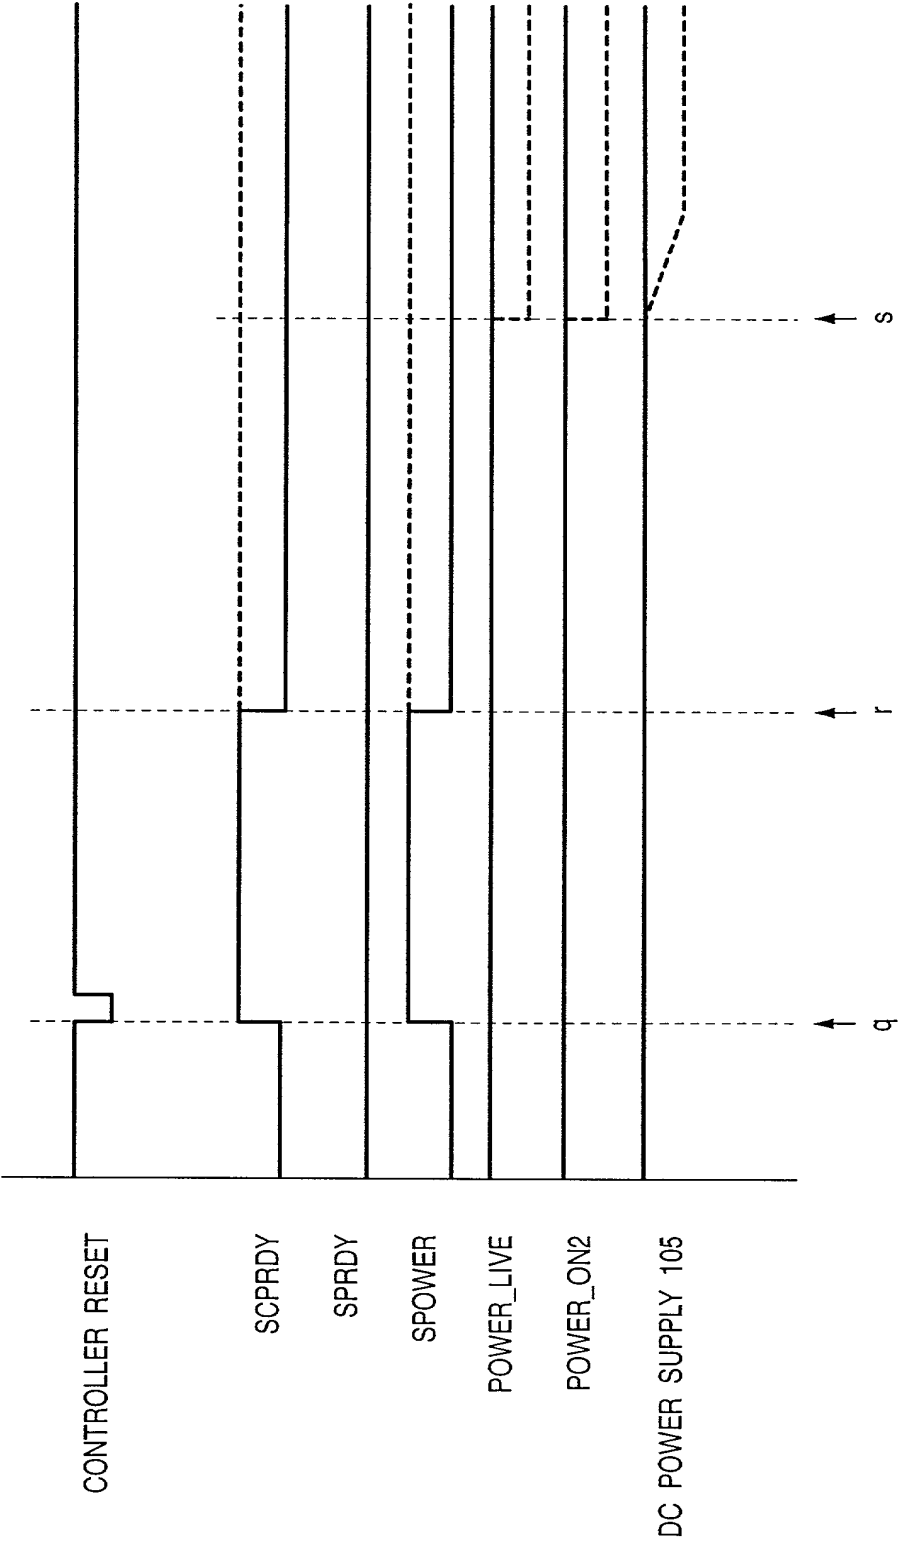 CONTROLLER RESET
SCPRDY
SPRDY
SPOWER
POWER_LIVE
POWER_ON2
DC POWER SUPPLY 105
q
r
s